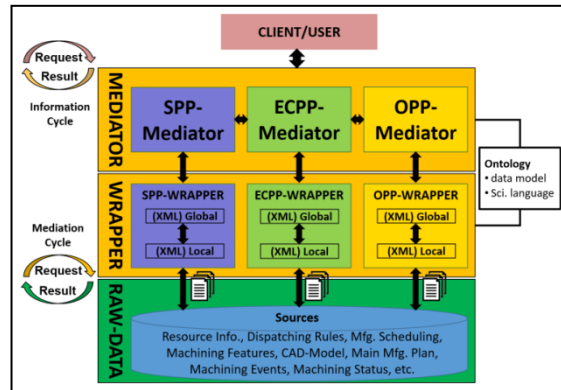 CLIENT/USER
Request
Result
Information
Cycle
MEDIATOR
SPP-
Mediator
ECPP-
Mediator
OPP-
Mediator
Ontology
• data model
• Sci. language
WRAPPER
SPP-WRAPPER
(XML) Global
(XML) Local
ECPP-WRAPPER
(XML) Global
(XML) Local
OPP-WRAPPER
(XML) Global
(XML) Local
Mediation
Cycle
Request
Result
RAW-DATA
Sources
Resource Info., Dispatching Rules, Mfg. Scheduling,
Machining Features, CAD-Model, Main Mfg. Plan,
Machining Events, Machining Status, etc.